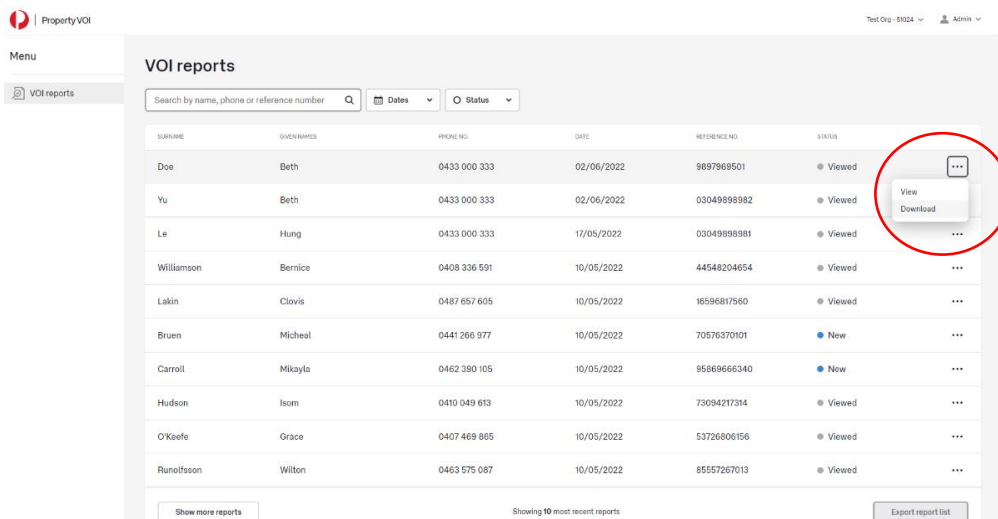 PropertyVOI
Test Org - 51024
Admin
Menu
VOI reports
VOI reports
Search by name, phone or reference number
Dates
Status
SURNAME GIVEN NAMES PHONE NO. DATE REFERENCE NO. STATUS
Doe Beth 0433 000 333 02/06/2022 9897969501 Viewed
View
Download
Yu Beth 0433 000 333 02/06/2022 03049898982 Viewed
Le Hung 0433 000 333 17/05/2022 03049898981 Viewed
Williamson Bernice 0408 336 591 10/05/2022 44548204654 Viewed
Lakin Clovis 0487 657 605 10/05/2022 16596817560 Viewed
Bruen Micheal 0441 266 977 10/05/2022 70576370101 New
Carroll Mikayla 0462 390 105 10/05/2022 95869666340 New
Hudson Isom 0410 049 613 10/05/2022 73094217314 Viewed
O'Keefe Grace 0407 469 865 10/05/2022 53726806156 Viewed
Runolfsson Wilton 0463 575 087 10/05/2022 85557267013 Viewed
Show more reports
Showing 10 most recent reports
Export report list